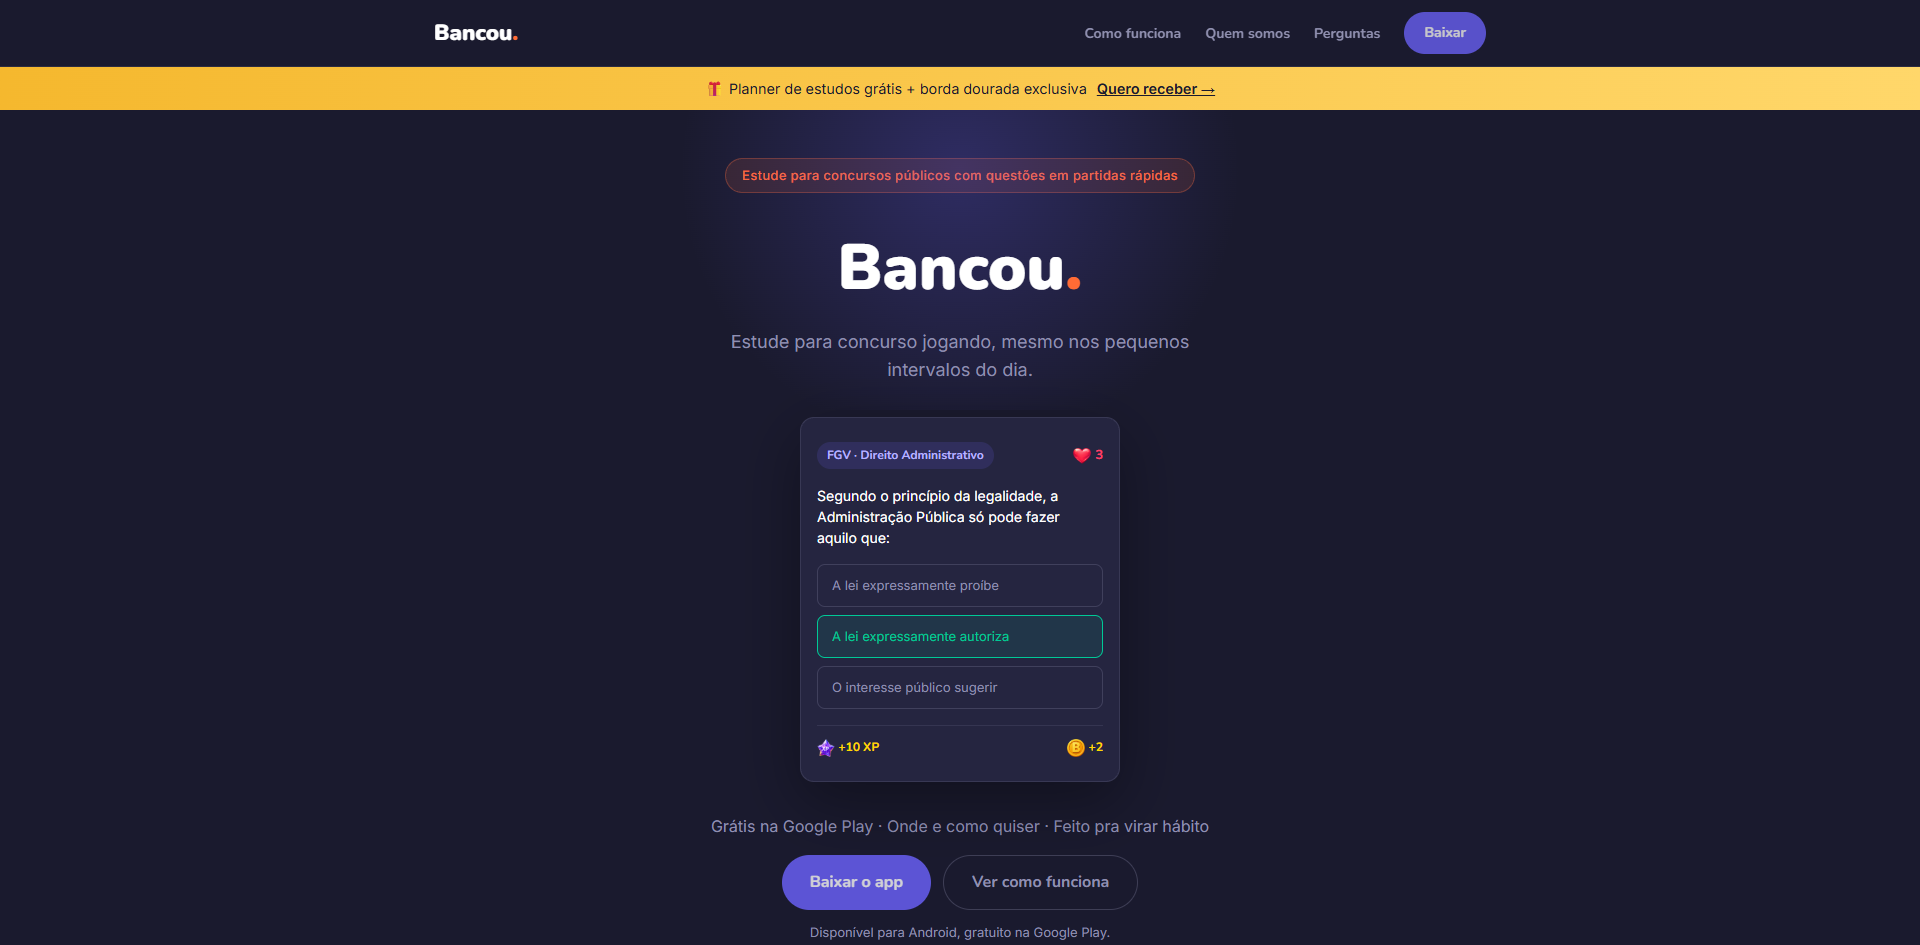 Bancou.
Como funciona
Quem somos
Perguntas
Baixar
Planner de estudos grátis + borda dourada exclusiva Quero receber →
Estude para concursos públicos com questões em partidas rápidas
Bancou.
Estude para concurso jogando, mesmo nos pequenos
intervalos do dia.
FGV · Direito Administrativo
3
Segundo o princípio da legalidade, a
Administração Pública só pode fazer
aquilo que:
A lei expressamente proíbe
A lei expressamente autoriza
O interesse público sugerir
+10 XP
B +2
Grátis na Google Play · Onde e como quiser · Feito pra virar hábito
Baixar o app
Ver como funciona
Disponível para Android, gratuito na Google Play.